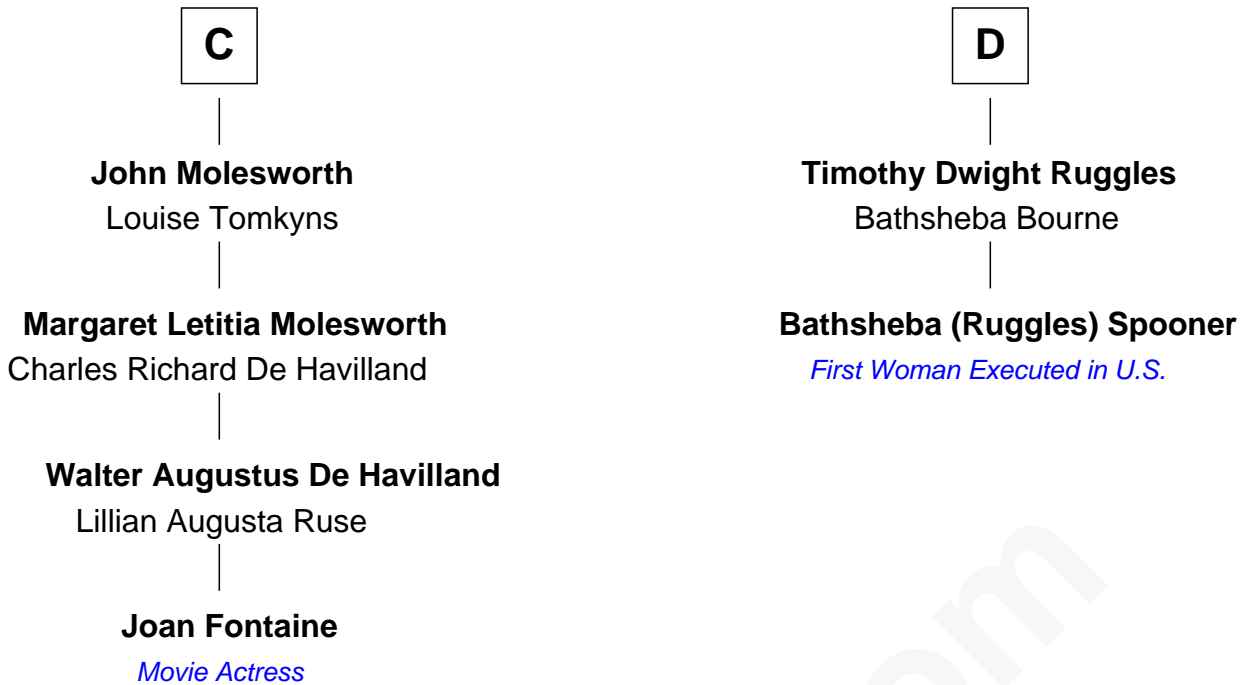 C
John Molesworth
Louise Tomkyns
Margaret Letitia Molesworth
Charles Richard De Havilland
Walter Augustus De Havilland
Lillian Augusta Ruse
Joan Fontaine
Movie Actress
D
Timothy Dwight Ruggles
Bathsheba Bourne
Bathsheba (Ruggles) Spooner
First Woman Executed in U.S.